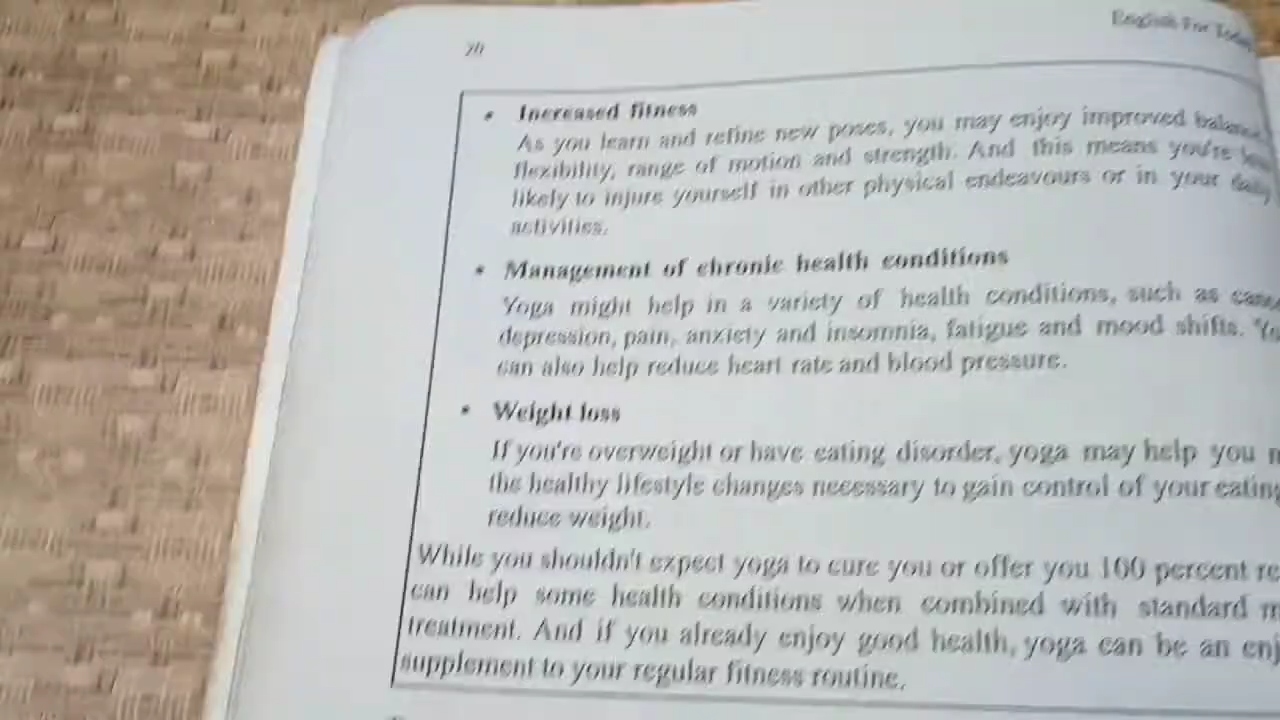 20
English For Today
• Increased fitness
As you learn and refine new poses, you may enjoy improved balance,
flexibility, range of motion and strength. And this means you're less
likely to injure yourself in other physical endeavours or in your daily
activities.
• Management of chronic health conditions
Yoga might help in a variety of health conditions, such as
depression, pain, anxiety and insomnia, fatigue and mood shifts.
can also help reduce heart rate and blood pressure.
• Weight loss
If you're overweight or have eating disorder, yoga may help you
the healthy lifestyle changes necessary to gain control of your eating
reduce weight.
While you shouldn't expect yoga to cure you or offer you 100 percent
can help some health conditions when combined with standard
treatment. And if you already enjoy good health, yoga can be an
supplement to your regular fitness routine.